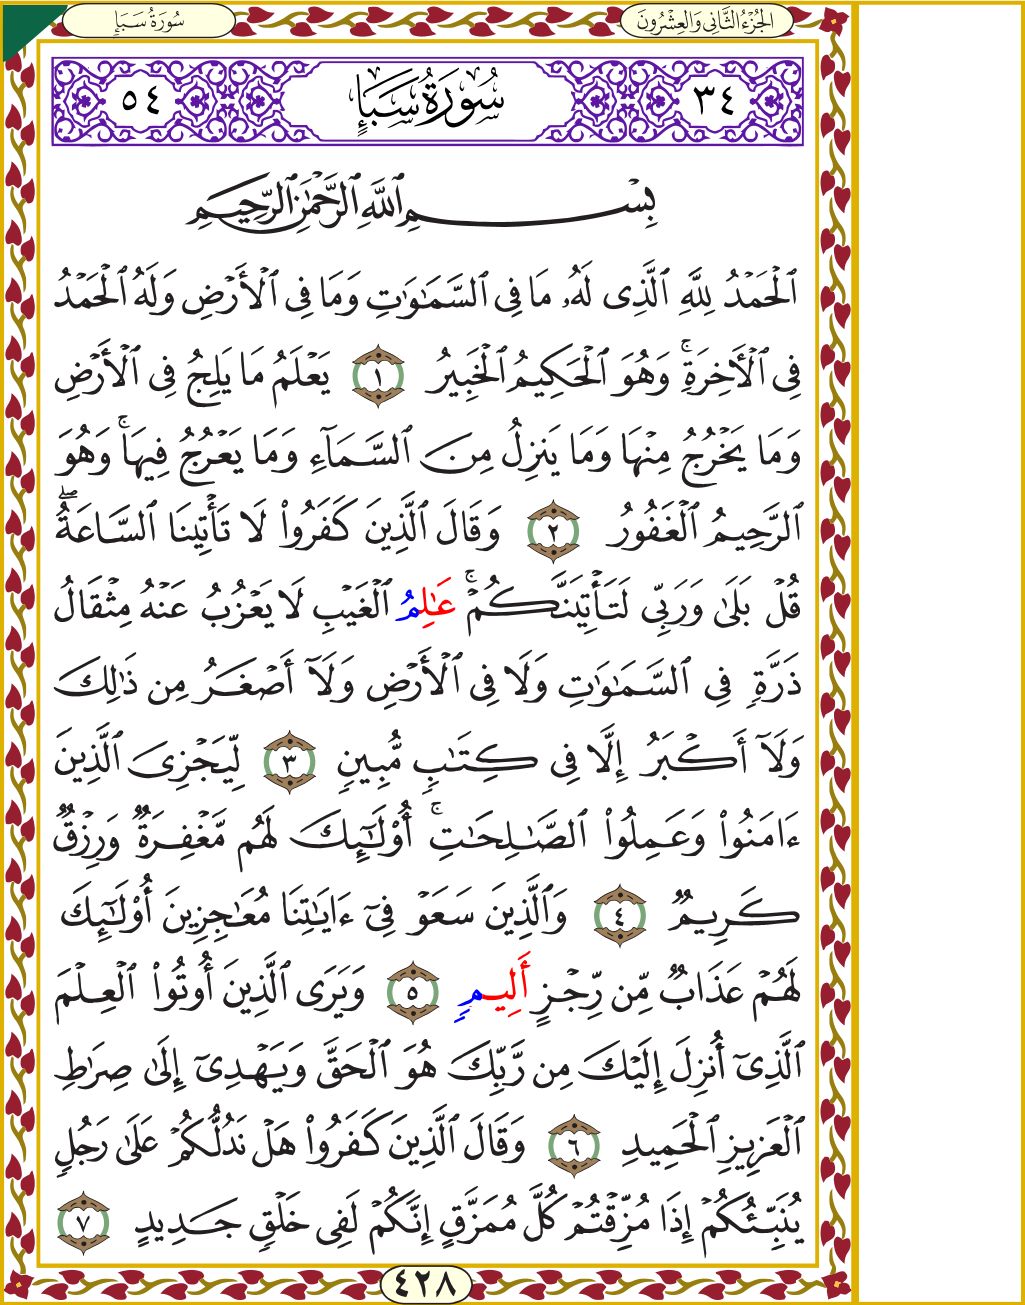 الجُزْءُ الثَّانِي وَالعِشْرُونَ
سُورَةُ سَبَإٍ
٣٤
سُورَةُ سَبَإٍ
٥٤
بِسْمِ ٱللَّهِ ٱلرَّحْمَٰنِ ٱلرَّحِيمِ
ٱلْحَمْدُ لِلَّهِ ٱلَّذِى لَهُۥ مَا فِى ٱلسَّمَٰوَٰتِ وَمَا فِى ٱلْأَرْضِ وَلَهُ ٱلْحَمْدُ
فِى ٱلْأَخِرَةِۚ وَهُوَ ٱلْحَكِيمُ ٱلْخَبِيرُ ١ يَعْلَمُ مَا يَلِجُ فِى ٱلْأَرْضِ
وَمَا يَخْرُجُ مِنْهَا وَمَا يَنزِلُ مِنَ ٱلسَّمَآءِ وَمَا يَعْرُجُ فِيهَاۚ وَهُوَ
ٱلرَّحِيمُ ٱلْغَفُورُ ٢ وَقَالَ ٱلَّذِينَ كَفَرُوا۟ لَا تَأْتِينَا ٱلسَّاعَةُۖ
قُلْ بَلَىٰ وَرَبِّى لَتَأْتِيَنَّكُمْۚ عَٰلِمُ ٱلْغَيْبِ لَا يَعْزُبُ عَنْهُ مِثْقَالُ
ذَرَّةٍ فِى ٱلسَّمَٰوَٰتِ وَلَا فِى ٱلْأَرْضِ وَلَآ أَصْغَرُ مِن ذَٰلِكَ
وَلَآ أَكْبَرُ إِلَّا فِى كِتَٰبٍ مُّبِينٍ ٣ لِّيَجْزِىَ ٱلَّذِينَ
ءَامَنُوا۟ وَعَمِلُوا۟ ٱلصَّٰلِحَٰتِۚ أُو۟لَٰٓئِكَ لَهُم مَّغْفِرَةٌ وَرِزْقٌ
كَرِيمٌ ٤ وَٱلَّذِينَ سَعَوْ فِىٓ ءَايَٰتِنَا مُعَٰجِزِينَ أُو۟لَٰٓئِكَ
لَهُمْ عَذَابٌ مِّن رِّجْزٍ أَلِيمٍ ٥ وَيَرَى ٱلَّذِينَ أُوتُوا۟ ٱلْعِلْمَ
ٱلَّذِىٓ أُنزِلَ إِلَيْكَ مِن رَّبِّكَ هُوَ ٱلْحَقَّ وَيَهْدِىٓ إِلَىٰ صِرَٰطِ
ٱلْعَزِيزِ ٱلْحَمِيدِ ٦ وَقَالَ ٱلَّذِينَ كَفَرُوا۟ هَلْ نَدُلُّكُمْ عَلَىٰ رَجُلٍ
يُنَبِّئُكُمْ إِذَا مُزِّقْتُمْ كُلَّ مُمَزَّقٍ إِنَّكُمْ لَفِى خَلْقٍ جَدِيدٍ ٧
٤٢٨